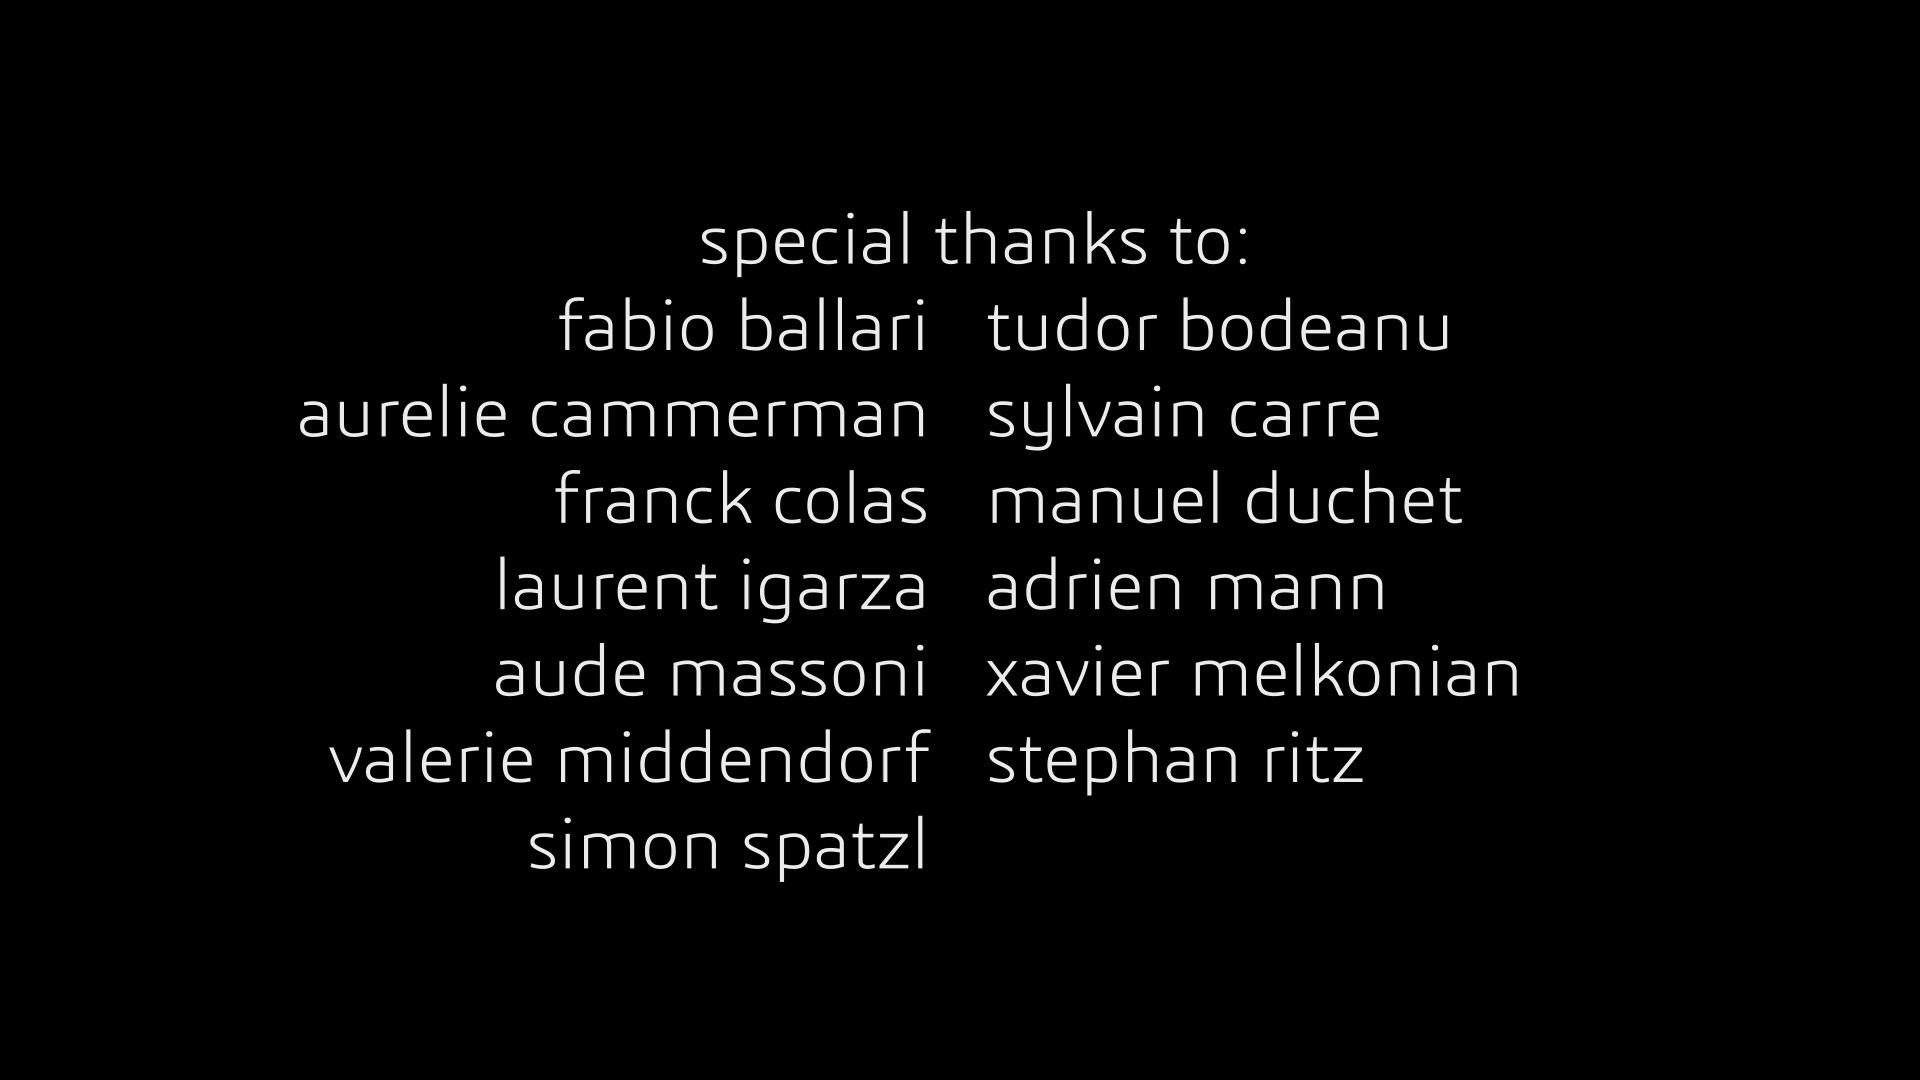 special thanks to:
fabio ballari tudor bodeanu
aurelie cammerman sylvain carre
franck colas manuel duchet
laurent igarza adrien mann
aude massoni xavier melkonian
valerie middendorf stephan ritz
simon spatzl